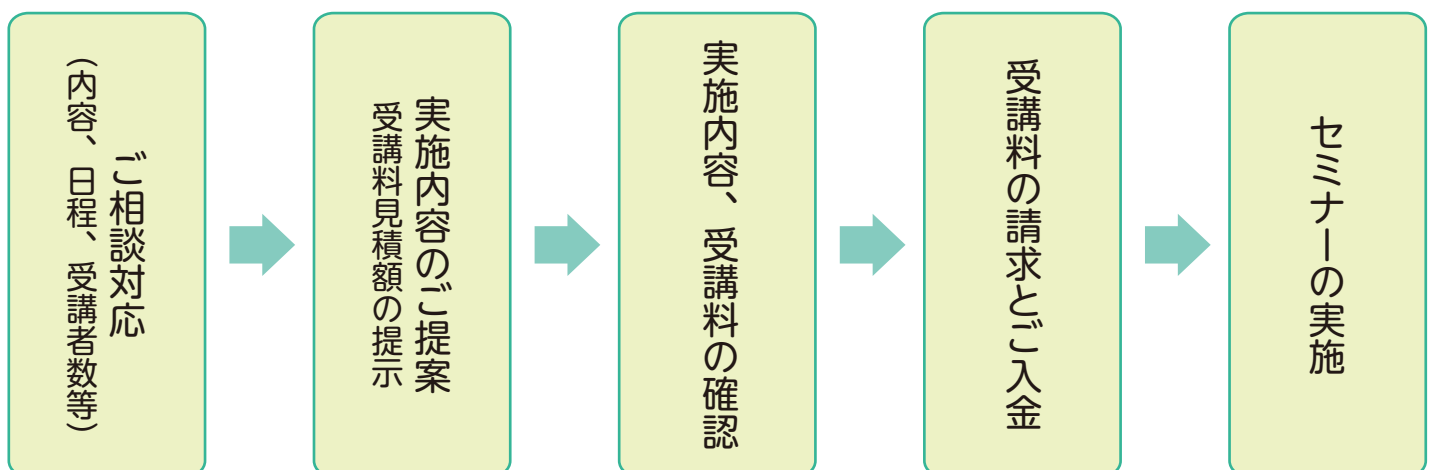 ご相談対応
（内容、日程、受講者数等）
実施内容のご提案
受講料見積額の提示
実施内容、受講料の確認
受講料の請求とご入金
セミナーの実施